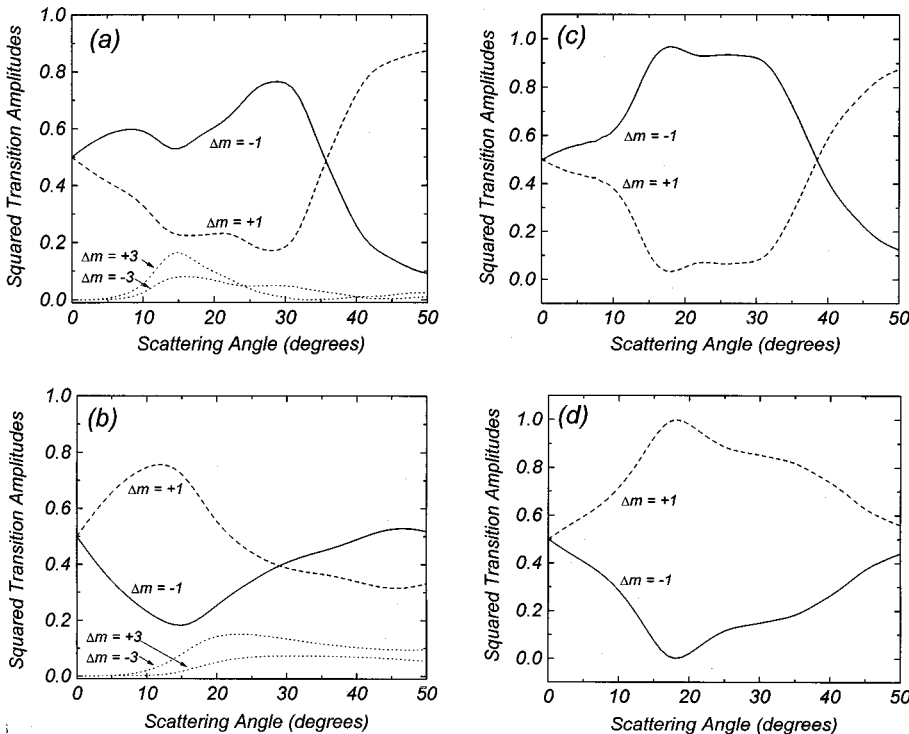 (a)
Squared Transition Amplitudes
1.0
0.8
0.6
0.4
0.2
0.0
Δm = -1
Δm = +1
Δm = +3
Δm = -3
0 10 20 30 40 50
Scattering Angle (degrees)
(c)
Squared Transition Amplitudes
1.0
0.8
0.6
0.4
0.2
0.0
Δm = -1
Δm = +1
0 10 20 30 40 50
Scattering Angle (degrees)
(b)
Squared Transition Amplitudes
1.0
0.8
0.6
0.4
0.2
0.0
Δm = +1
Δm = -1
Δm = +3
Δm = -3
0 10 20 30 40 50
Scattering Angle (degrees)
(d)
Squared Transition Amplitudes
1.0
0.8
0.6
0.4
0.2
0.0
Δm = +1
Δm = -1
0 10 20 30 40 50
Scattering Angle (degrees)